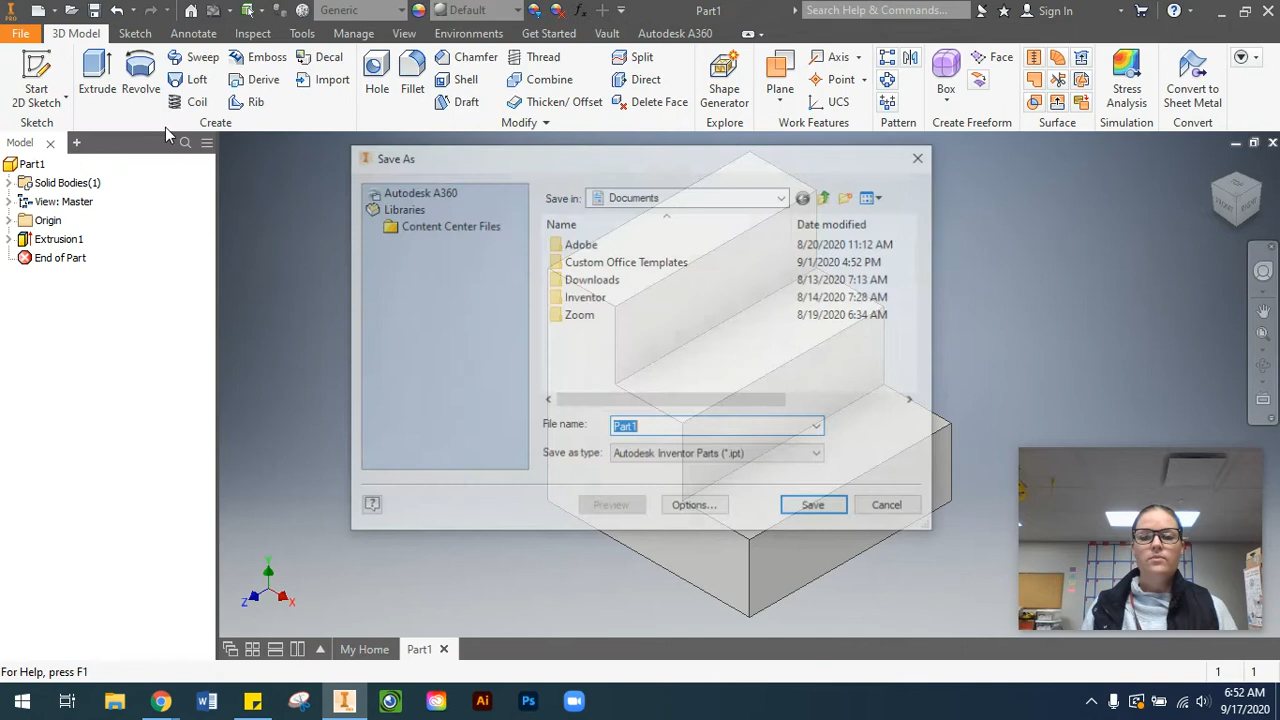 PRO
Generic
Default
Part1
Search Help & Commands...
Sign In
File
3D Model
Sketch
Annotate
Inspect
Tools
Manage
View
Environments
Get Started
Vault
Autodesk A360
Start
2D Sketch
Extrude
Revolve
Sweep
Loft
Coil
Emboss
Derive
Rib
Decal
Import
Hole
Fillet
Chamfer
Shell
Draft
Thread
Combine
Thicken/ Offset
Split
Direct
Delete Face
Shape
Generator
Plane
Axis
Point
UCS
Box
Face
Stress
Analysis
Convert to
Sheet Metal
Sketch
Create
Modify
Explore
Work Features
Pattern
Create Freeform
Surface
Simulation
Convert
Model
Part1
Solid Bodies(1)
View: Master
Origin
Extrusion1
End of Part
Save As
Autodesk A360
Libraries
Content Center Files
Save in:
Documents
Name
Date modified
Adobe
8/20/2020 11:12 AM
Custom Office Templates
9/1/2020 4:52 PM
Downloads
8/13/2020 7:13 AM
Inventor
8/14/2020 7:28 AM
Zoom
8/19/2020 6:34 AM
File name:
Part1
Save as type:
Autodesk Inventor Parts (*.ipt)
Preview
Options...
Save
Cancel
FRONT
RIGHT
Y
Z
X
My Home
Part1
For Help, press F1
1
1
6:52 AM
9/17/2020